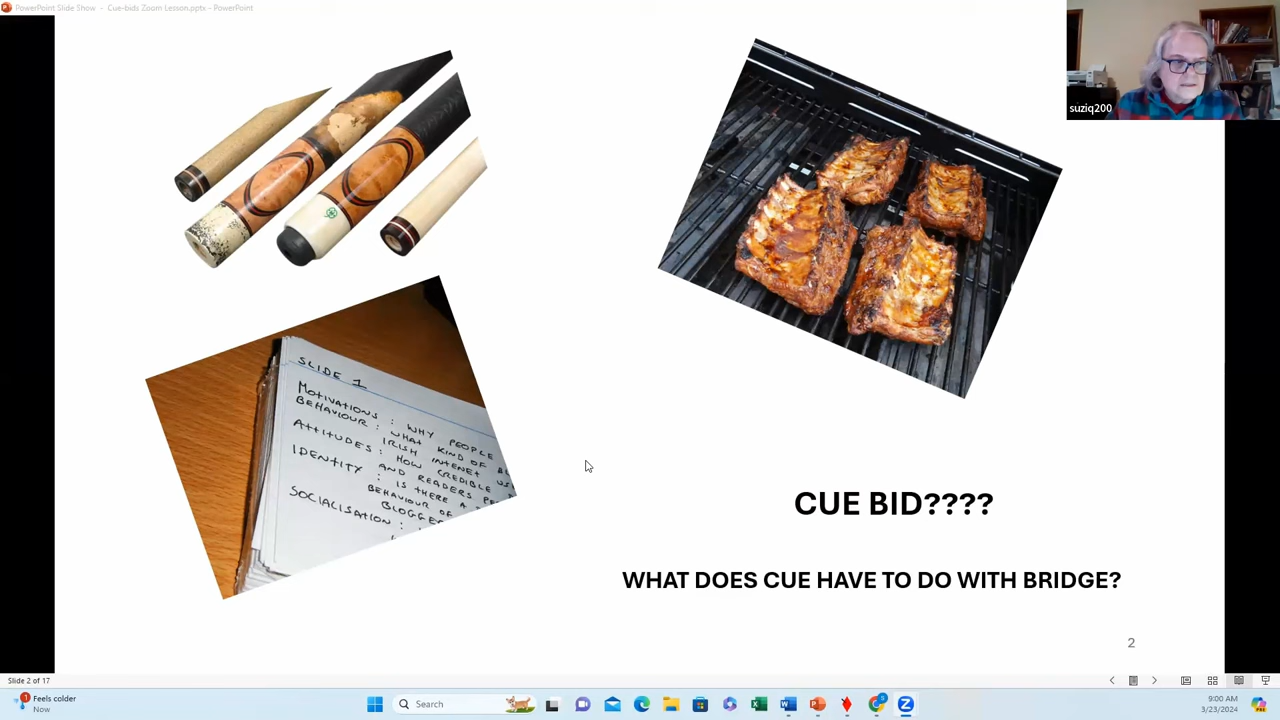 PowerPoint Slide Show - Cue-bids Zoom Lesson.pptx - PowerPoint
suziq200
SLIDE 1
MOTIVATIONS : WHY PEOPLE
BEHAVIOUR : WHAT KIND OF
IRISH INTERNET
ATTITUDES : HOW CREDIBLE
AND READERS
IDENTITY : IS THERE A
BEHAVIOUR OF
SOCIALISATION :
CUE BID????
WHAT DOES CUE HAVE TO DO WITH BRIDGE?
2
Slide 2 of 17
1
Feels colder
Now
Search
9:00 AM
3/23/2024